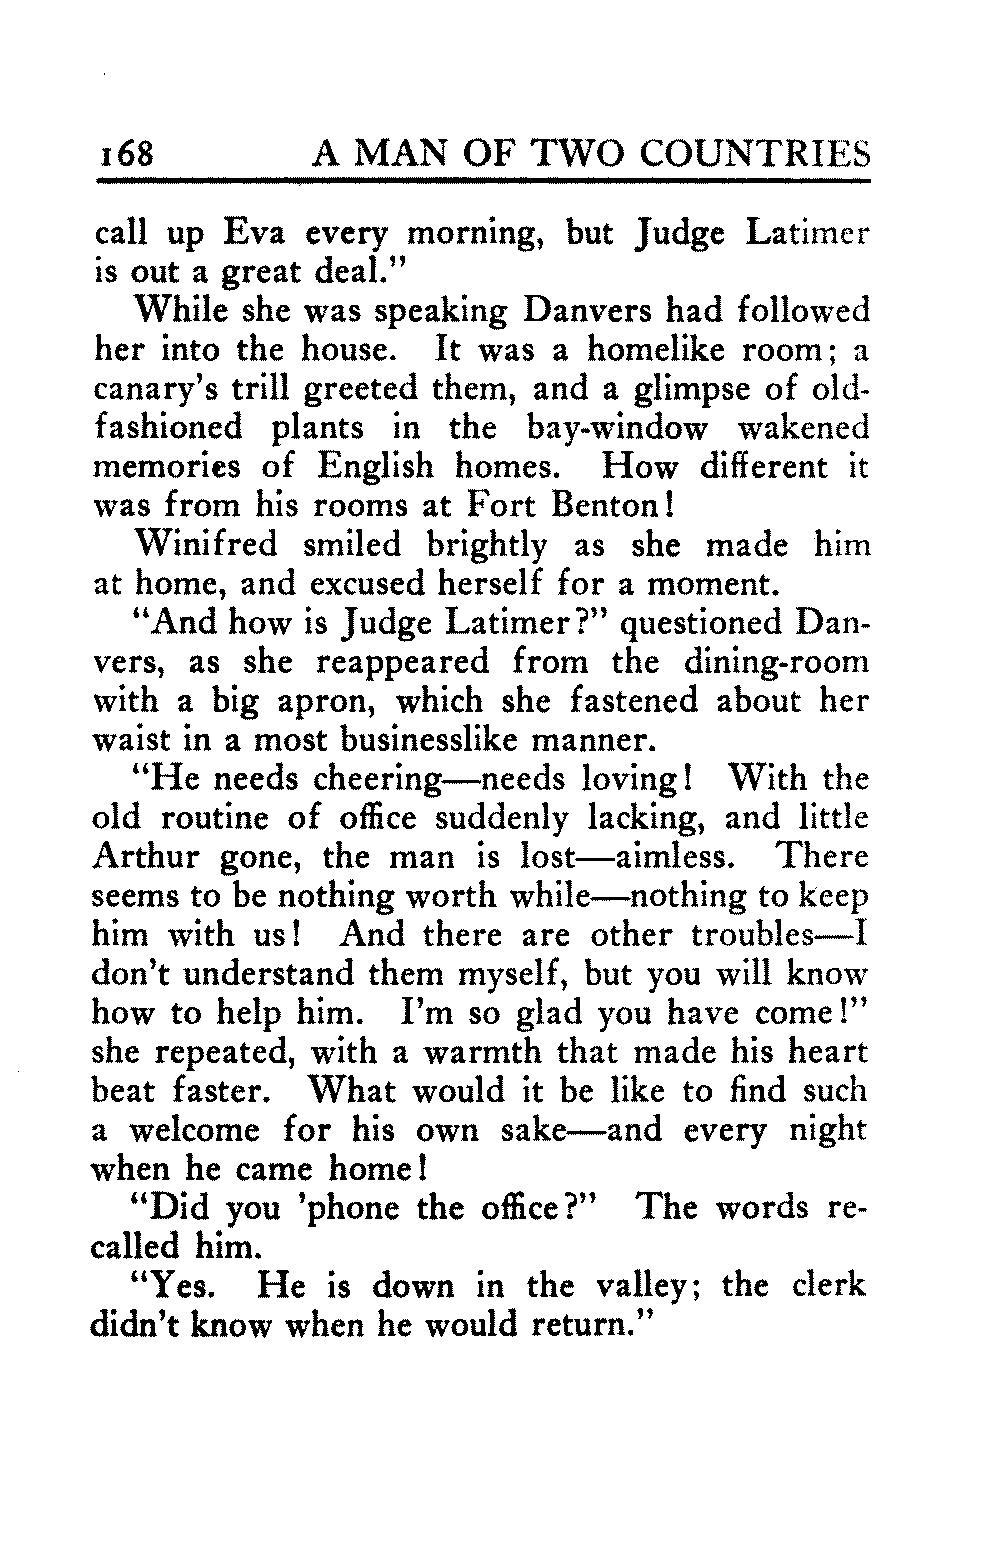 168 A MAN OF TWO COUNTRIES
call up Eva every morning, but Judge Latimer
is out a great deal."
While she was speaking Danvers had followed
her into the house. It was a homelike room; a
canary's trill greeted them, and a glimpse of old-
fashioned plants in the bay-window wakened
memories of English homes. How different it
was from his rooms at Fort Benton!
Winifred smiled brightly as she made him
at home, and excused herself for a moment.
"And how is Judge Latimer?" questioned Dan-
vers, as she reappeared from the dining-room
with a big apron, which she fastened about her
waist in a most businesslike manner.
"He needs cheering—needs loving! With the
old routine of office suddenly lacking, and little
Arthur gone, the man is lost—aimless. There
seems to be nothing worth while—nothing to keep
him with us! And there are other troubles—I
don't understand them myself, but you will know
how to help him. I'm so glad you have come!"
she repeated, with a warmth that made his heart
beat faster. What would it be like to find such
a welcome for his own sake—and every night
when he came home!
"Did you 'phone the office?" The words re-
called him.
"Yes. He is down in the valley; the clerk
didn't know when he would return."